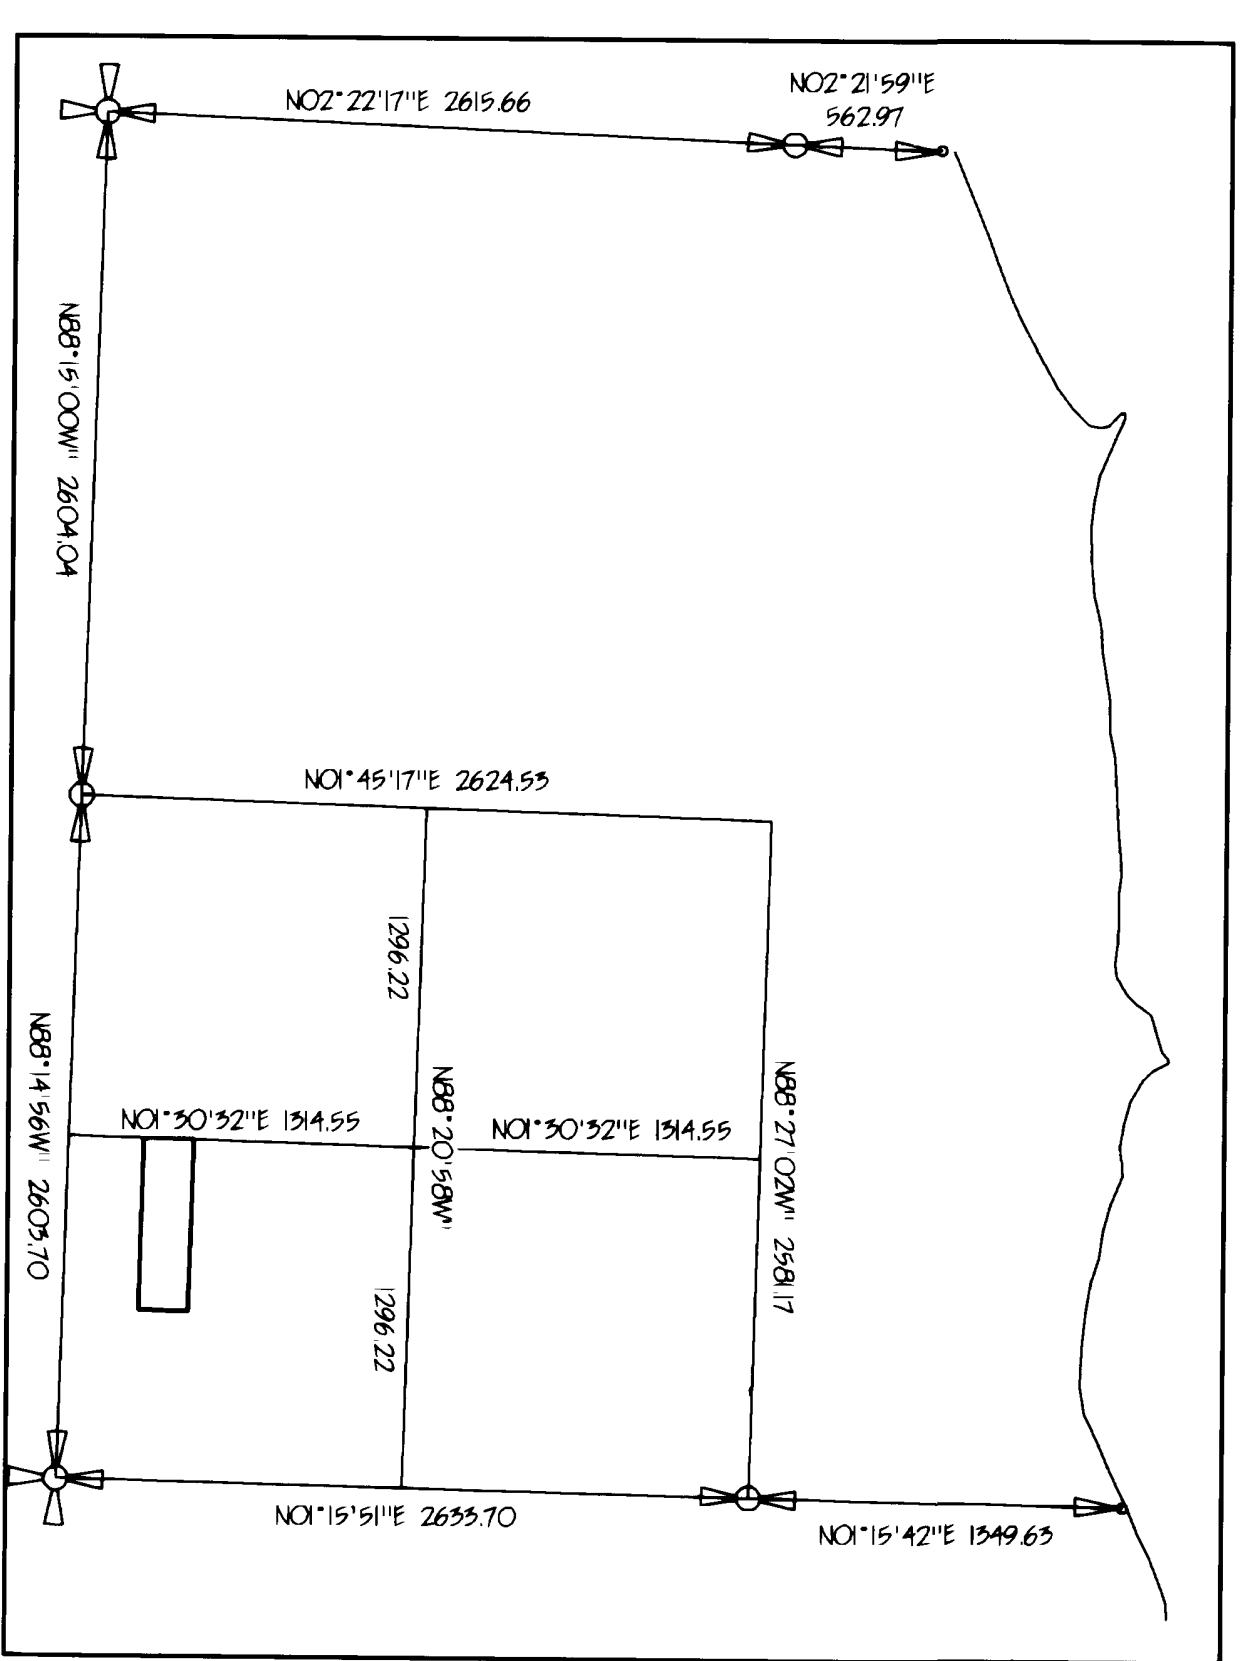 N02°22'17"E 2615.66
N02°21'59"E
562.97
N88°15'00W" 2604.04
N01°45'17"E 2624.53
1296.22
N88°14'56W" 2603.70
N01°30'32"E 1314.55
N88°20'58W"
N01°30'32"E 1314.55
N88°27'02W" 2581.17
1296.22
N01°15'51"E 2633.70
N01°15'42"E 1349.63